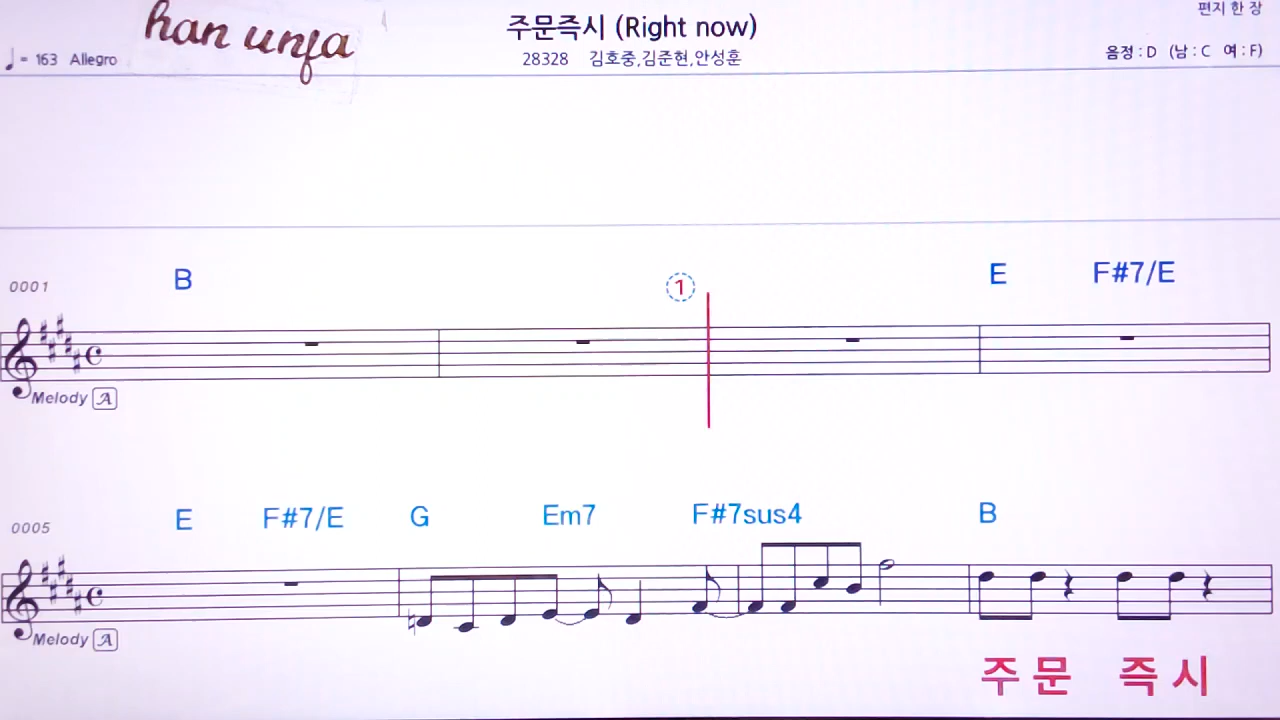 han unfa
주문즉시 (Right now)
편지 한 장
♩= 163 Allegro
28328 김호중,김준현,안성훈
음정 : D (남 : C 여 : F)
B ① E F#7/E
0001
Melody A
E F#7/E G Em7 F#7sus4 B
0005
Melody A
주 문 즉 시